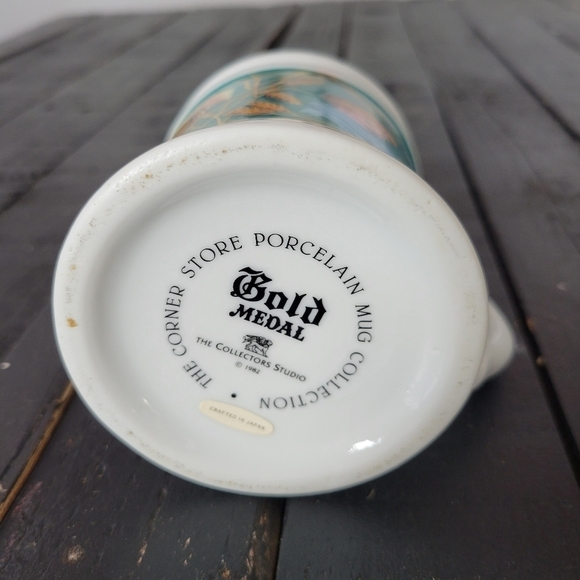 THE CORNER STORE PORCELAIN MUG COLLECTION
Gold
MEDAL
THE COLLECTORS STUDIO
© 1982
CRAFTED IN JAPAN